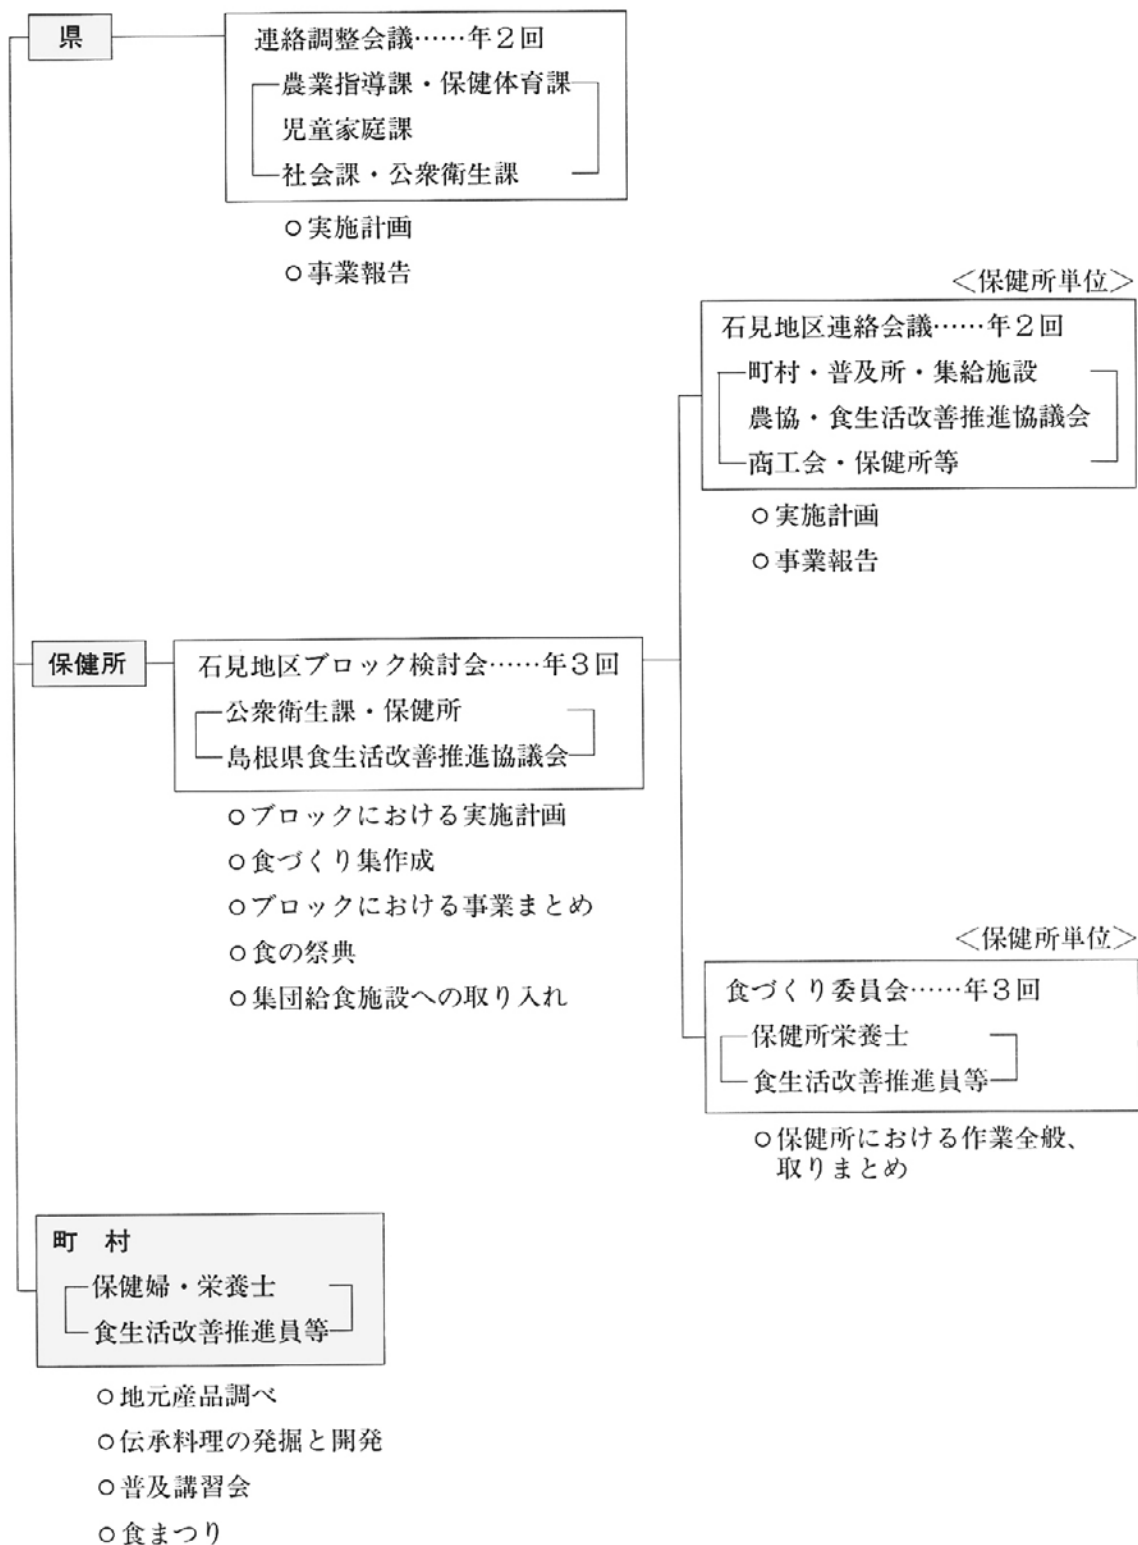 県
連絡調整会議……年2回
農業指導課・保健体育課
児童家庭課
社会課・公衆衛生課
○実施計画
○事業報告
<保健所単位>
石見地区連絡会議……年2回
町村・普及所・集給施設
農協・食生活改善推進協議会
商工会・保健所等
○実施計画
○事業報告
保健所
石見地区ブロック検討会……年3回
公衆衛生課・保健所
島根県食生活改善推進協議会
○ブロックにおける実施計画
○食づくり集作成
○ブロックにおける事業まとめ
○食の祭典
○集団給食施設への取り入れ
<保健所単位>
食づくり委員会……年3回
保健所栄養士
食生活改善推進員等
○保健所における作業全般、
取りまとめ
町 村
保健婦・栄養士
食生活改善推進員等
○地元産品調べ
○伝承料理の発掘と開発
○普及講習会
○食まつり